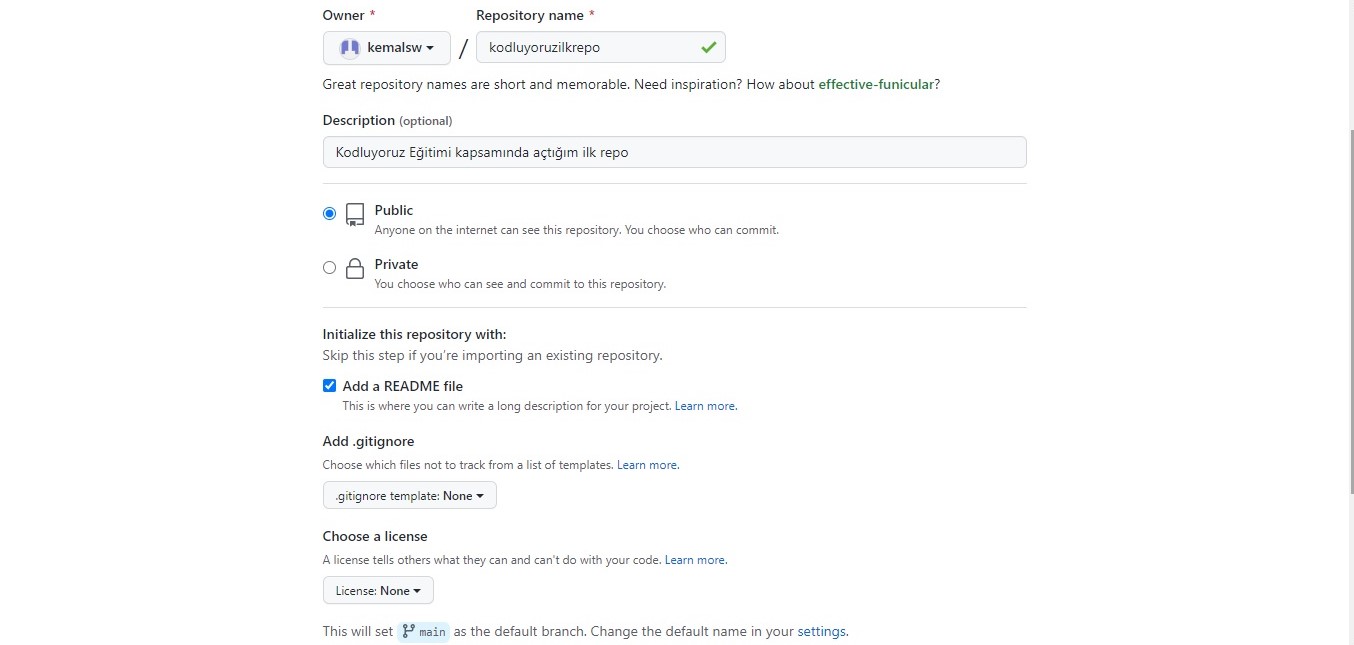 Owner * Repository name *
kemalsw / kodluyoruzilkrepo
Great repository names are short and memorable. Need inspiration? How about effective-funicular?
Description (optional)
Kodluyoruz Eğitimi kapsamında açtığım ilk repo
Public
Anyone on the internet can see this repository. You choose who can commit.
Private
You choose who can see and commit to this repository.
Initialize this repository with:
Skip this step if you're importing an existing repository.
Add a README file
This is where you can write a long description for your project. Learn more.
Add .gitignore
Choose which files not to track from a list of templates. Learn more.
.gitignore template: None
Choose a license
A license tells others what they can and can't do with your code. Learn more.
License: None
This will set main as the default branch. Change the default name in your settings.